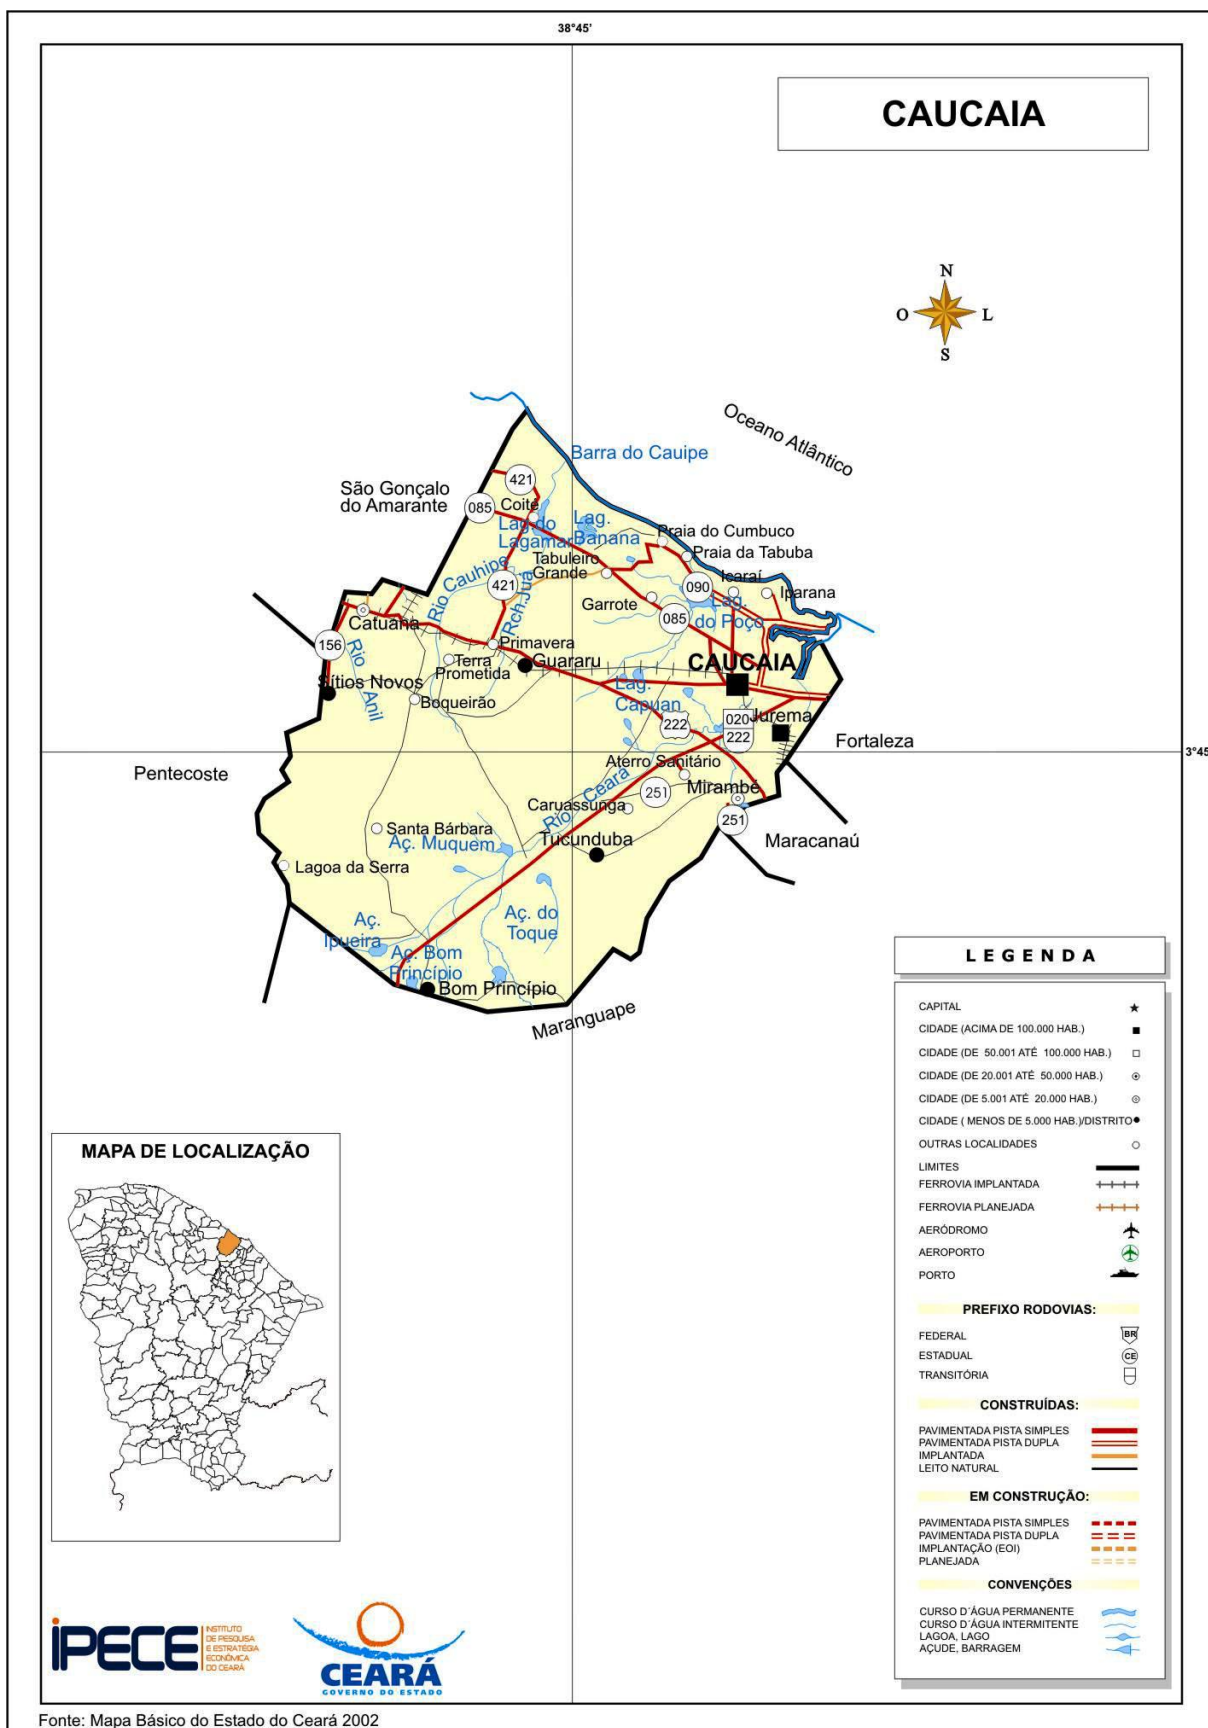 38°45'
CAUCAIA
N
O
L
S
Oceano Atlântico
Barra do Cauipe
São Gonçalo
do Amarante
421
085
Coité
Lag.do
Lagamar
Lag.
Banana
Praia do Cumbuco
Praia da Tabuba
Tabuleiro
Grande
Icaraí
Iparana
090
Rio Cauhipe
421
Rch.Juá
Garrote
085
Lag.
do Poço
Catuana
156
Primavera
Terra
Prometida
Guararu
CAUCAIA
Rio Anil
Sítios Novos
Boqueirão
Lag.
Capuan
222
020
222
Jurema
Fortaleza
3°45'
Pentecoste
Aterro Sanitário
Rio Ceará
251
Mirambé
Caruassunga
251
Maracanaú
Santa Bárbara
Aç. Muquem
Tucunduba
Lagoa da Serra
Aç.
Ipueira
Aç. do
Toque
Aç. Bom
Princípio
Bom Princípio
Maranguape
LEGENDA
CAPITAL
CIDADE (ACIMA DE 100.000 HAB.)
CIDADE (DE 50.001 ATÉ 100.000 HAB.)
CIDADE (DE 20.001 ATÉ 50.000 HAB.)
CIDADE (DE 5.001 ATÉ 20.000 HAB.)
CIDADE ( MENOS DE 5.000 HAB.)/DISTRITO
OUTRAS LOCALIDADES
LIMITES
FERROVIA IMPLANTADA
FERROVIA PLANEJADA
AERÓDROMO
AEROPORTO
PORTO
PREFIXO RODOVIAS:
FEDERAL BR
ESTADUAL CE
TRANSITÓRIA
CONSTRUÍDAS:
PAVIMENTADA PISTA SIMPLES
PAVIMENTADA PISTA DUPLA
IMPLANTADA
LEITO NATURAL
EM CONSTRUÇÃO:
PAVIMENTADA PISTA SIMPLES
PAVIMENTADA PISTA DUPLA
IMPLANTAÇÃO (EOI)
PLANEJADA
CONVENÇÕES
CURSO D´ÁGUA PERMANENTE
CURSO D´ÁGUA INTERMITENTE
LAGOA, LAGO
AÇUDE, BARRAGEM
MAPA DE LOCALIZAÇÃO
iPECE
INSTITUTO
DE PESQUISA
E ESTRATÉGIA
ECONÔMICA
DO CEARÁ
CEARÁ
GOVERNO DO ESTADO
Fonte: Mapa Básico do Estado do Ceará 2002